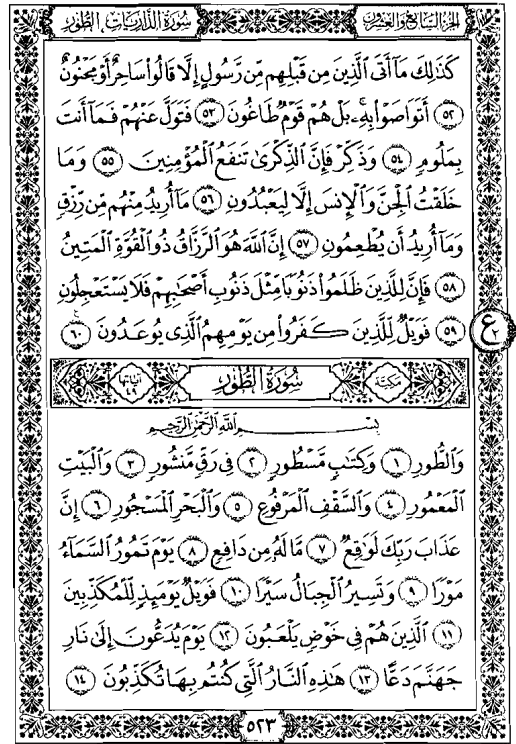 الجزء السابع والعشرون سورة الذاريات، الطور
كَذَٰلِكَ مَآ أَتَى ٱلَّذِينَ مِن قَبۡلِهِم مِّن رَّسُولٍ إِلَّا قَالُواْ سَاحِرٌ أَوۡ مَجۡنُونٌ
٥٢ أَتَوَاصَوۡاْ بِهِۦۚ بَلۡ هُمۡ قَوۡمٞ طَاغُونَ ٥٣ فَتَوَلَّ عَنۡهُمۡ فَمَآ أَنتَ
بِمَلُومٖ ٥٤ وَذَكِّرۡ فَإِنَّ ٱلذِّكۡرَىٰ تَنفَعُ ٱلۡمُؤۡمِنِينَ ٥٥ وَمَا
خَلَقۡتُ ٱلۡجِنَّ وَٱلۡإِنسَ إِلَّا لِيَعۡبُدُونِ ٥٦ مَآ أُرِيدُ مِنۡهُم مِّن رِّزۡقٖ
وَمَآ أُرِيدُ أَن يُطۡعِمُونِ ٥٧ إِنَّ ٱللَّهَ هُوَ ٱلرَّزَّاقُ ذُو ٱلۡقُوَّةِ ٱلۡمَتِينُ
٥٨ فَإِنَّ لِلَّذِينَ ظَلَمُواْ ذَنُوبٗا مِّثۡلَ ذَنُوبِ أَصۡحَٰبِهِمۡ فَلَا يَسۡتَعۡجِلُونِ
٥٩ فَوَيۡلٞ لِّلَّذِينَ كَفَرُواْ مِن يَوۡمِهِمُ ٱلَّذِي يُوعَدُونَ ٦٠
ع ٢
مكيّة سُورَةُ الطُّورِ آياتها ٤٩
بِسۡمِ ٱللَّهِ ٱلرَّحۡمَٰنِ ٱلرَّحِيمِ
وَٱلطُّورِ ١ وَكِتَٰبٖ مَّسۡطُورٖ ٢ فِي رَقّٖ مَّنشُورٖ ٣ وَٱلۡبَيۡتِ
ٱلۡمَعۡمُورِ ٤ وَٱلسَّقۡفِ ٱلۡمَرۡفُوعِ ٥ وَٱلۡبَحۡرِ ٱلۡمَسۡجُورِ ٦ إِنَّ
عَذَابَ رَبِّكَ لَوَٰقِعٞ ٧ مَّا لَهُۥ مِن دَافِعٖ ٨ يَوۡمَ تَمُورُ ٱلسَّمَآءُ
مَوۡرٗا ٩ وَتَسِيرُ ٱلۡجِبَالُ سَيۡرٗا ١٠ فَوَيۡلٞ يَوۡمَئِذٖ لِّلۡمُكَذِّبِينَ
١١ ٱلَّذِينَ هُمۡ فِي خَوۡضٖ يَلۡعَبُونَ ١٢ يَوۡمَ يُدَعُّونَ إِلَىٰ نَارِ
جَهَنَّمَ دَعًّا ١٣ هَٰذِهِ ٱلنَّارُ ٱلَّتِي كُنتُم بِهَا تُكَذِّبُونَ ١٤
٥٢٣